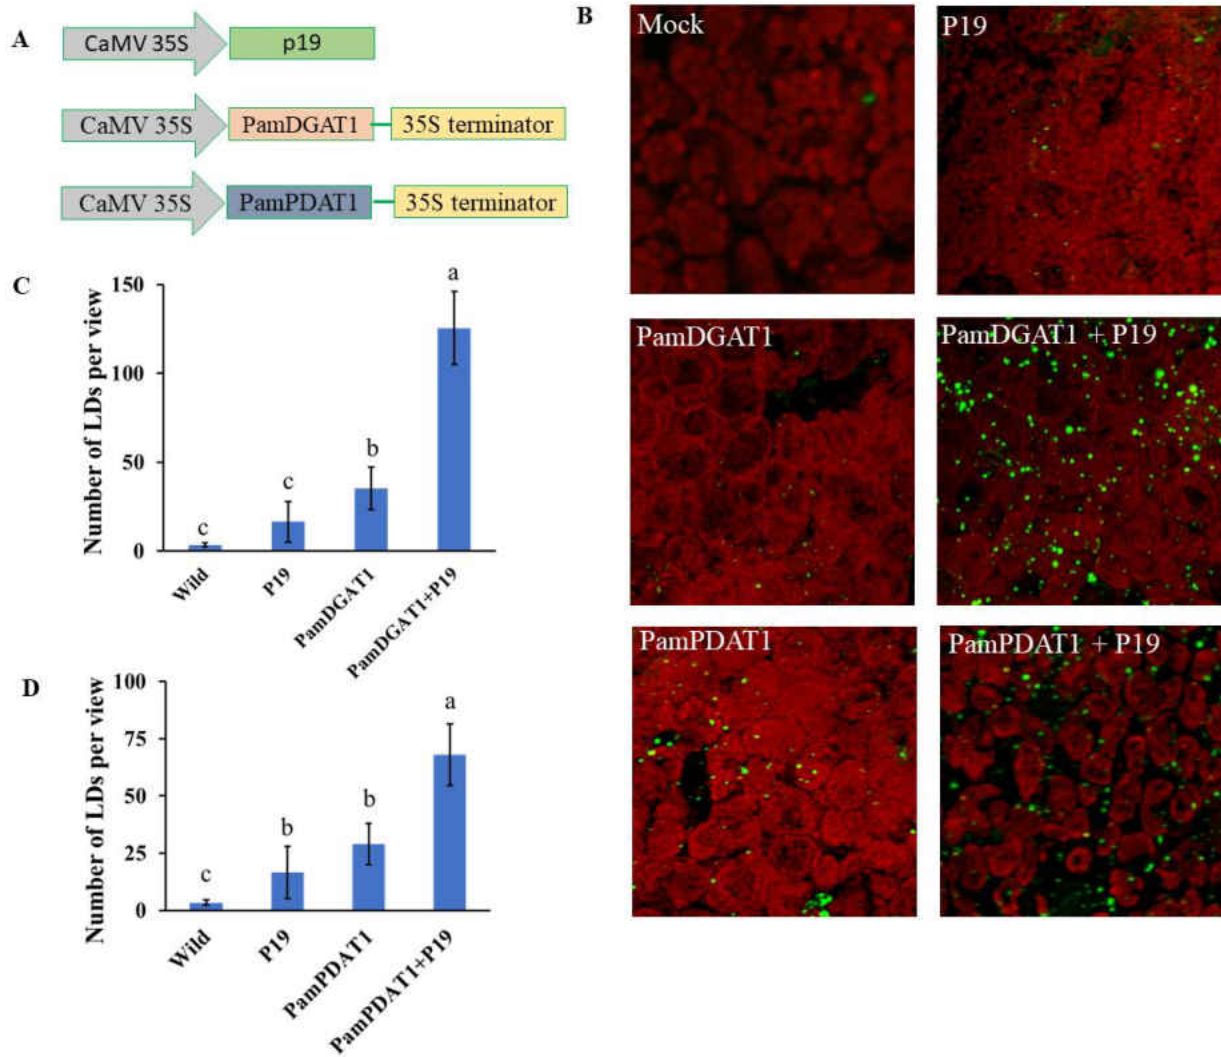 A
CaMV 35S
p19
CaMV 35S
PamDGAT1
35S terminator
CaMV 35S
PamPDAT1
35S terminator
B
Mock
P19
PamDGAT1
PamDGAT1 + P19
PamPDAT1
PamPDAT1 + P19
C
Number of LDs per view
150
100
50
0
c
c
b
a
Wild
P19
PamDGAT1
PamDGAT1+P19
D
Number of LDs per view
100
75
50
25
0
c
b
b
a
Wild
P19
PamPDAT1
PamPDAT1+P19